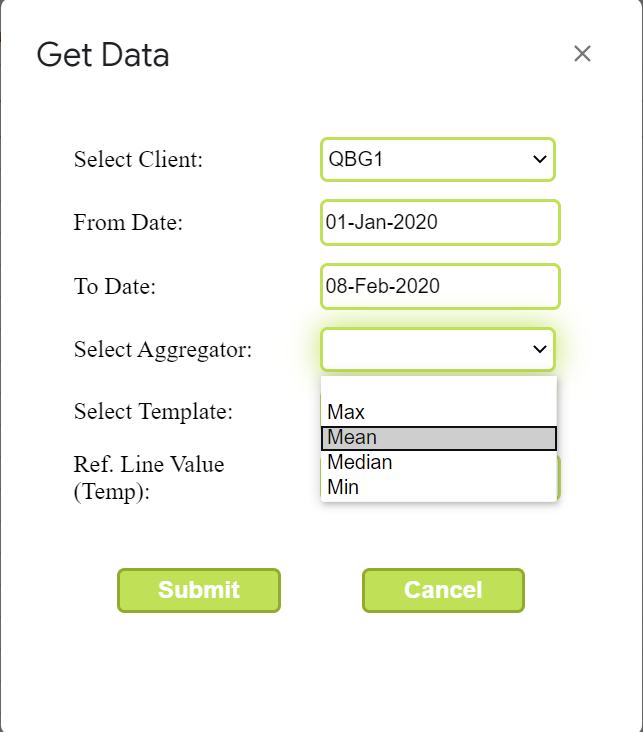 Get Data
Select Client:
QBG1
From Date:
01-Jan-2020
To Date:
08-Feb-2020
Select Aggregator:
Select Template:
Max
Mean
Median
Min
Ref. Line Value
(Temp):
Submit
Cancel